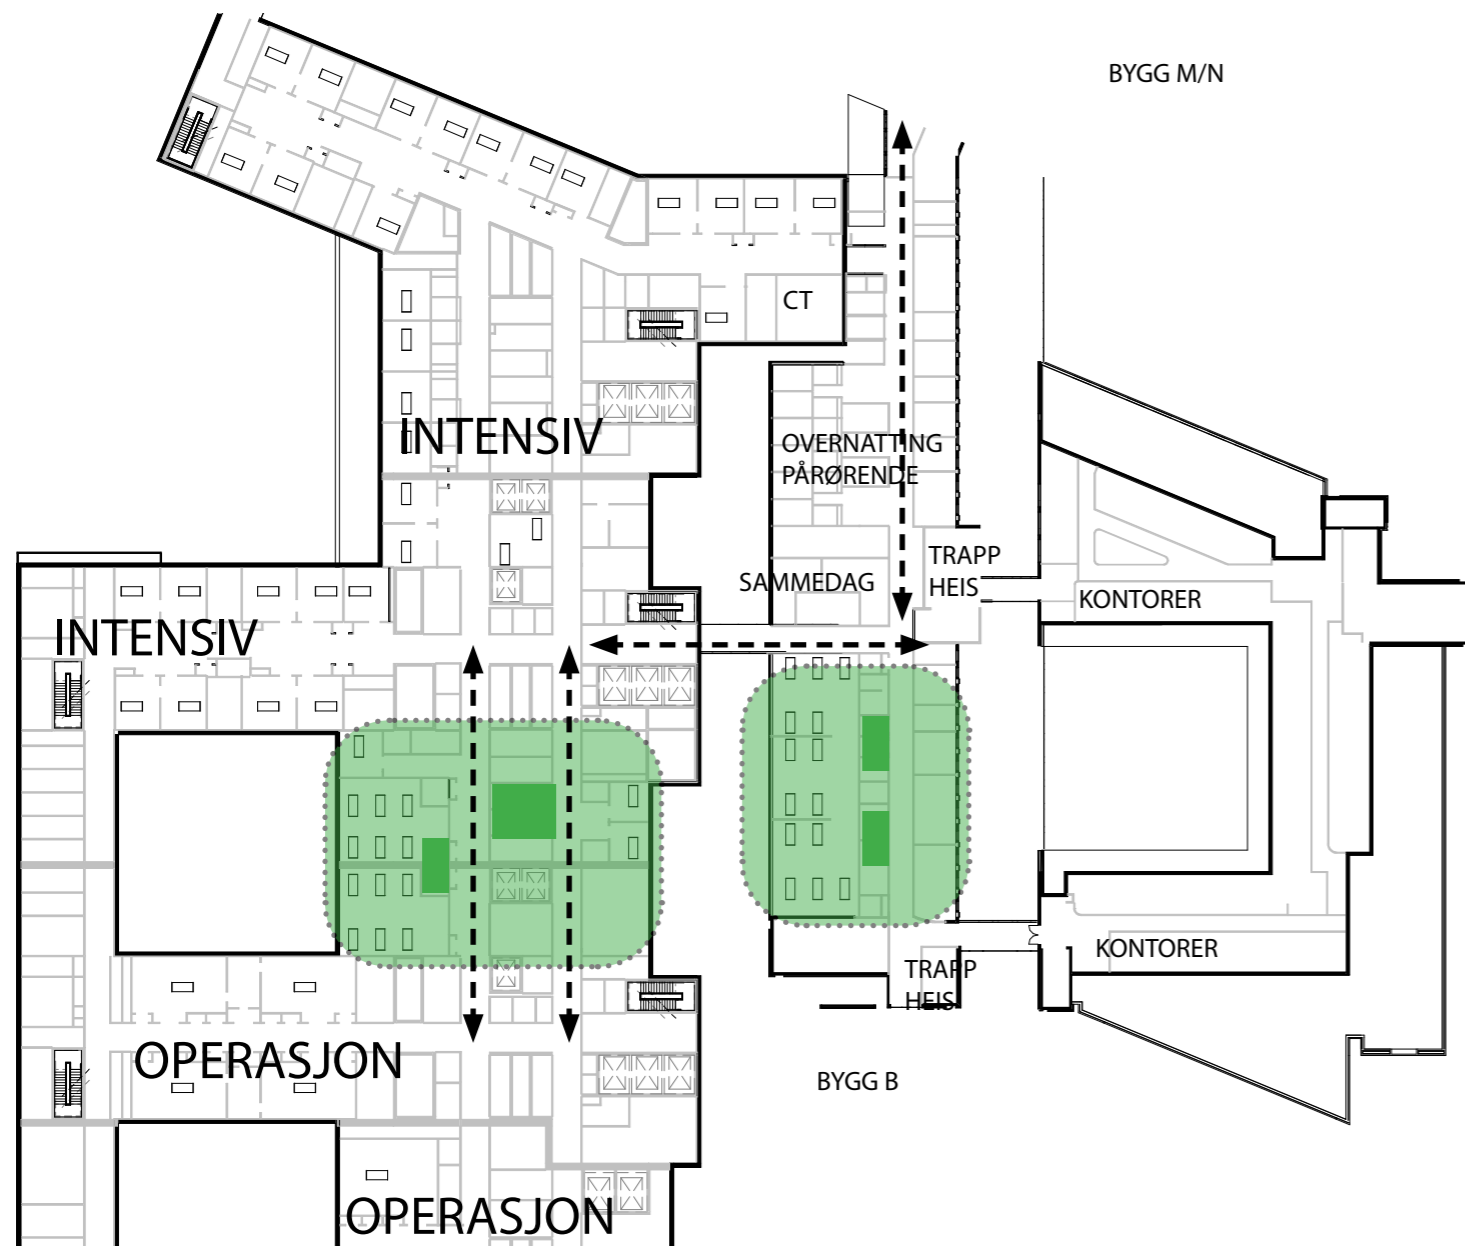 BYGG M/N
CT
INTENSIV
OVERNATTING
PÅRØRENDE
TRAPP
HEIS
SAMMEDAG
KONTORER
INTENSIV
KONTORER
TRAPP
HEIS
OPERASJON
BYGG B
OPERASJON